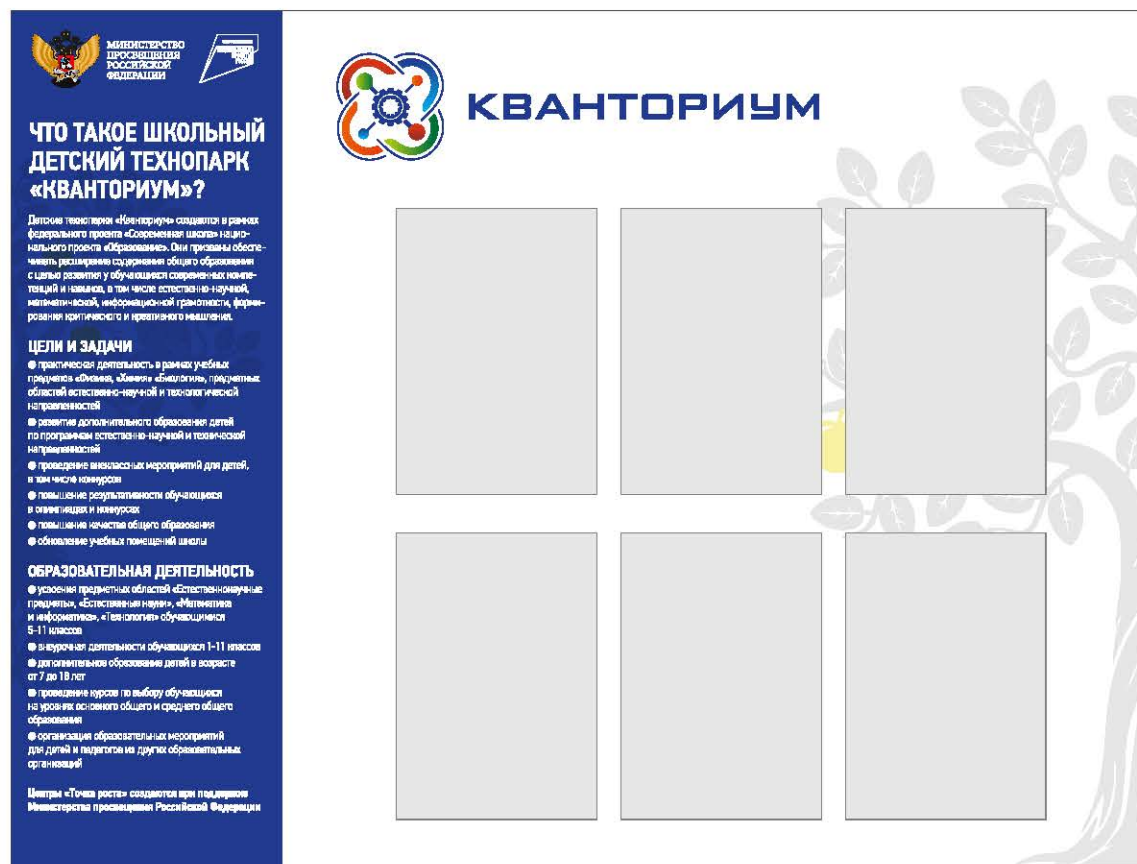 МИНИСТЕРСТВО
ПРОСВЕЩЕНИЯ
РОССИЙСКОЙ
ФЕДЕРАЦИИ
КВАНТОРИУМ
ЧТО ТАКОЕ ШКОЛЬНЫЙ
ДЕТСКИЙ ТЕХНОПАРК
«КВАНТОРИУМ»?
Детские технопарки «Кванториум» создаются в рамках
федерального проекта «Современная школа» нацио-
нального проекта «Образование». Они призваны обеспе-
чивать расширение содержания общего образования
с целью развития у обучающихся современных компе-
тенций и навыков, в том числе естественно-научной,
математической, информационной грамотности, форми-
рования критического и креативного мышления.
ЦЕЛИ И ЗАДАЧИ
● практическая деятельность в рамках учебных
предметов «Физика, «Химия» «Биология», предметных
областей естественно-научной и технологической
направленностей
● развитие дополнительного образования детей
по программам естественно-научной и технической
направленностей
● проведение внеклассных мероприятий для детей,
в том числе конкурсов
● повышение результативности обучающихся
в олимпиадах и конкурсах
● повышение качества общего образования
● обновление учебных помещений школы
ОБРАЗОВАТЕЛЬНАЯ ДЕЯТЕЛЬНОСТЬ
● усвоения предметных областей «Естественнонаучные
предметы», «Естественные науки», «Математика
и информатика», «Технология» обучающимися
5-11 классов
● внеурочная деятельности обучающихся 1-11 классов
● дополнительное образование детей в возрасте
от 7 до 18 лет
● проведение курсов по выбору обучающихся
на уровнях основного общего и среднего общего
образования
● организация образовательных мероприятий
для детей и педагогов из других образовательных
организаций
Центры «Точка роста» создаются при поддержке
Министерства просвещения Российской Федерации